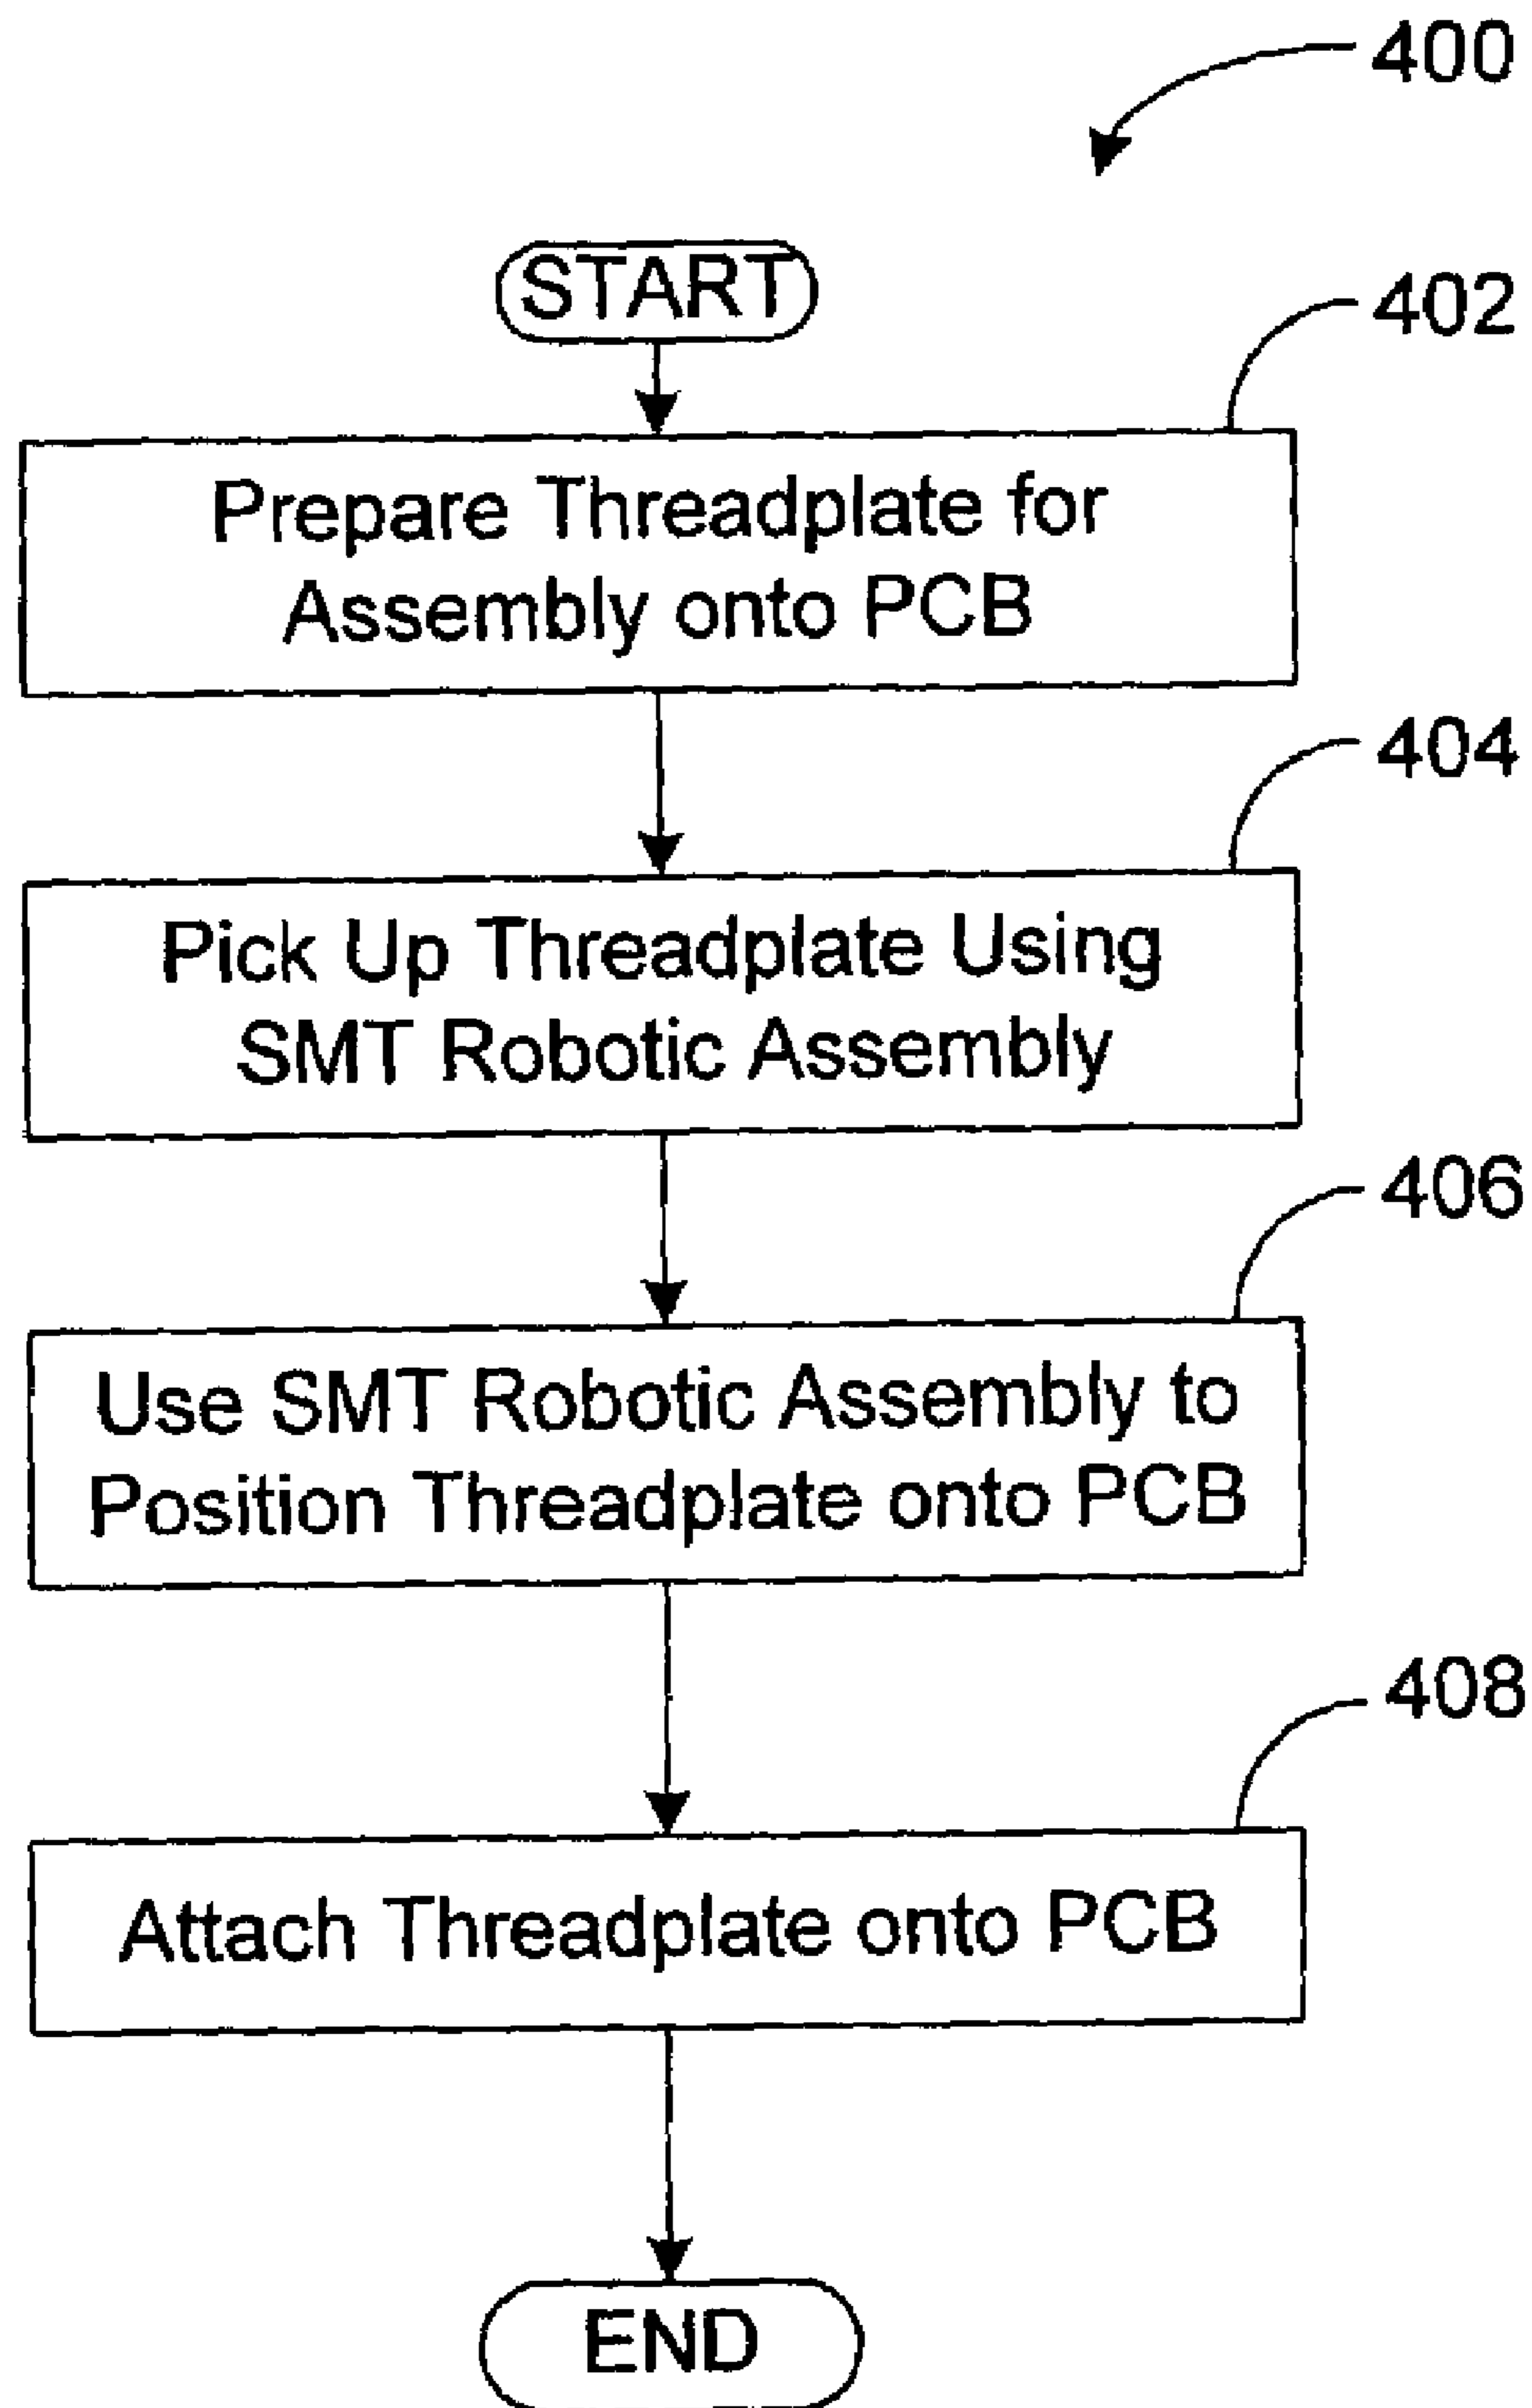 400
START
402
Prepare Threadplate for
Assembly onto PCB
404
Pick Up Threadplate Using
SMT Robotic Assembly
406
Use SMT Robotic Assembly to
Position Threadplate onto PCB
408
Attach Threadplate onto PCB
END